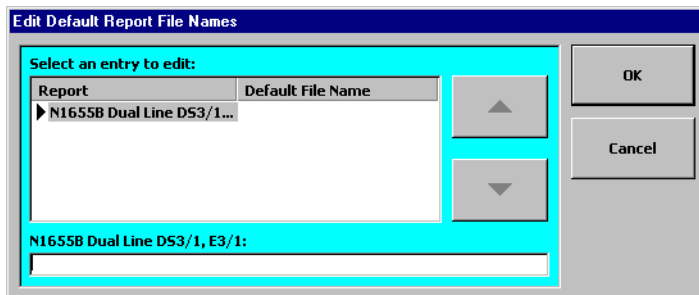 Edit Default Report File Names
Select an entry to edit:
Report Default File Name
N1655B Dual Line DS3/1...
N1655B Dual Line DS3/1, E3/1:
OK
Cancel